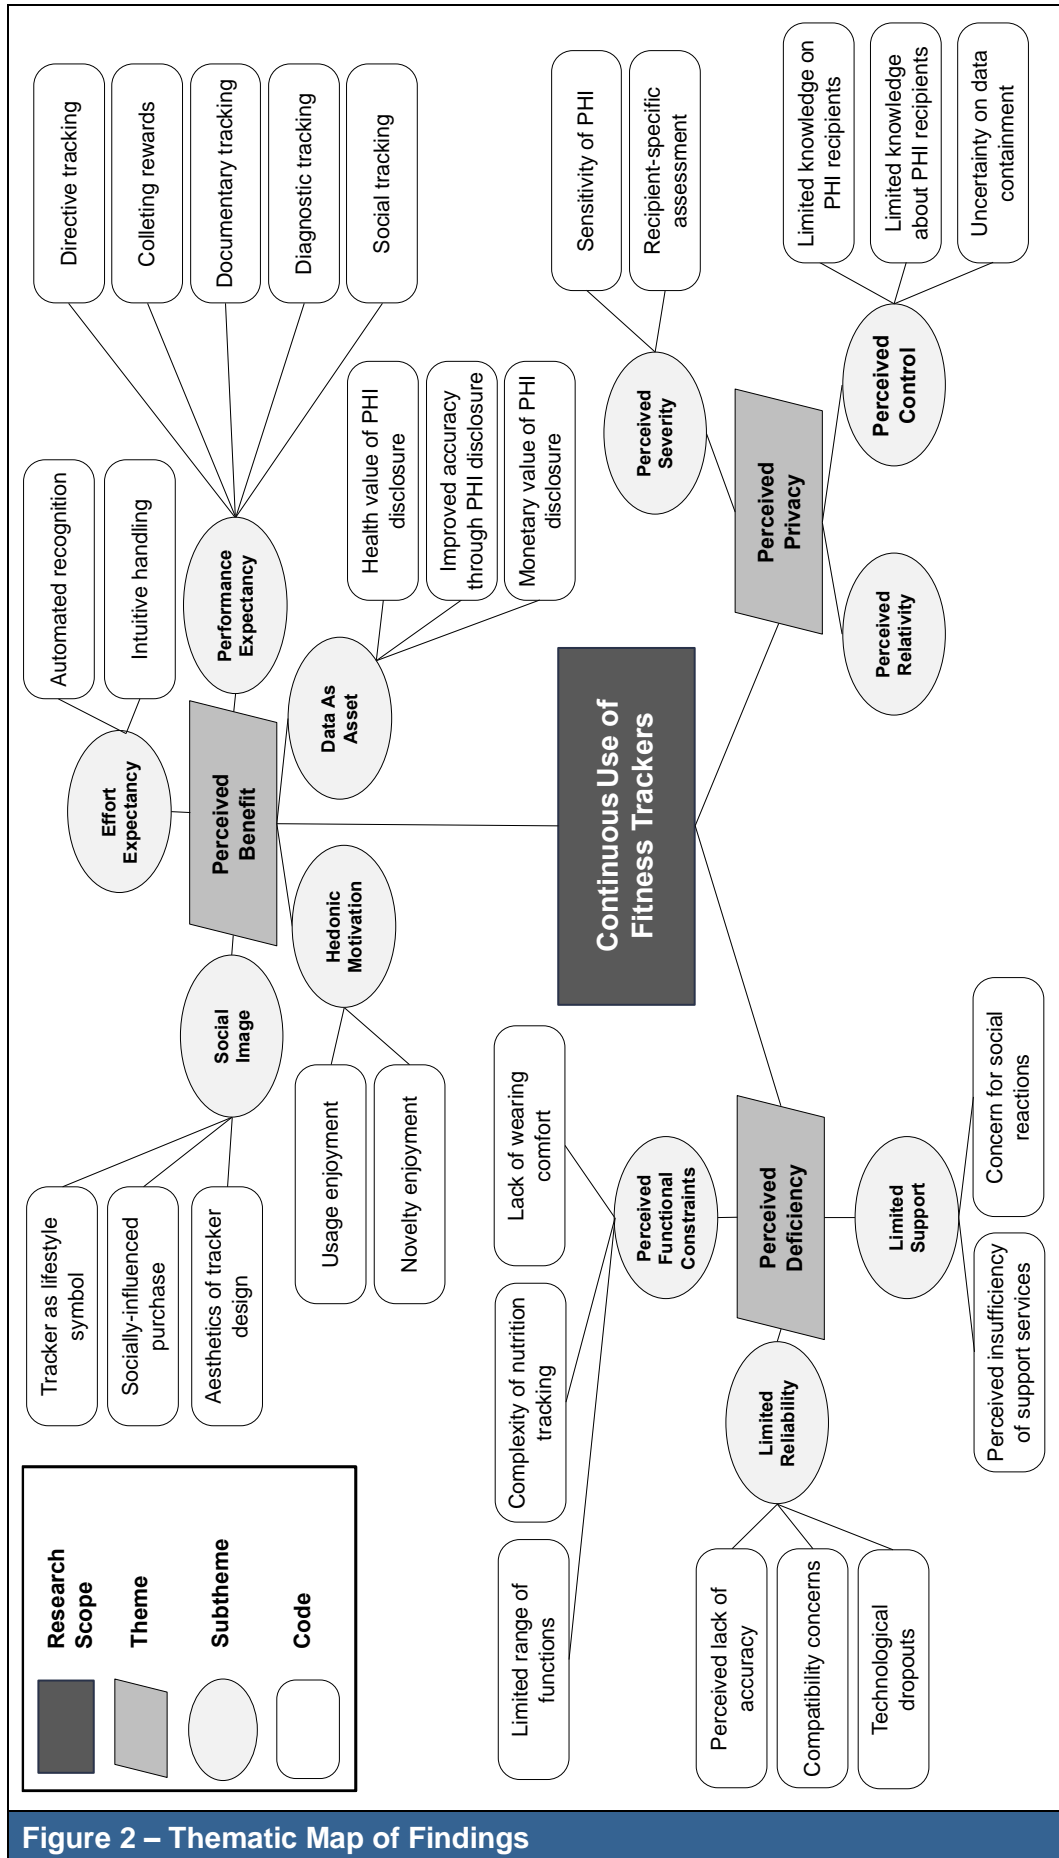 Research
Scope
Theme
Subtheme
Code
Tracker as lifestyle
symbol
Socially-influenced
purchase
Aesthetics of tracker
design
Social
Image
Usage enjoyment
Novelty enjoyment
Hedonic
Motivation
Effort
Expectancy
Automated recognition
Intuitive handling
Perceived
Benefit
Performance
Expectancy
Directive tracking
Colleting rewards
Documentary tracking
Diagnostic tracking
Social tracking
Data As
Asset
Health value of PHI
disclosure
Improved accuracy
through PHI disclosure
Monetary value of PHI
disclosure
Continuous Use of
Fitness Trackers
Limited range of
functions
Complexity of nutrition
tracking
Lack of wearing
comfort
Perceived
Functional
Constraints
Perceived
Deficiency
Limited
Reliability
Perceived lack of
accuracy
Compatibility concerns
Technological
dropouts
Limited
Support
Perceived insufficiency
of support services
Concern for social
reactions
Perceived
Privacy
Perceived
Severity
Sensitivity of PHI
Recipient-specific
assessment
Perceived
Relativity
Perceived
Control
Limited knowledge on
PHI recipients
Limited knowledge
about PHI recipients
Uncertainty on data
containment
Figure 2 – Thematic Map of Findings